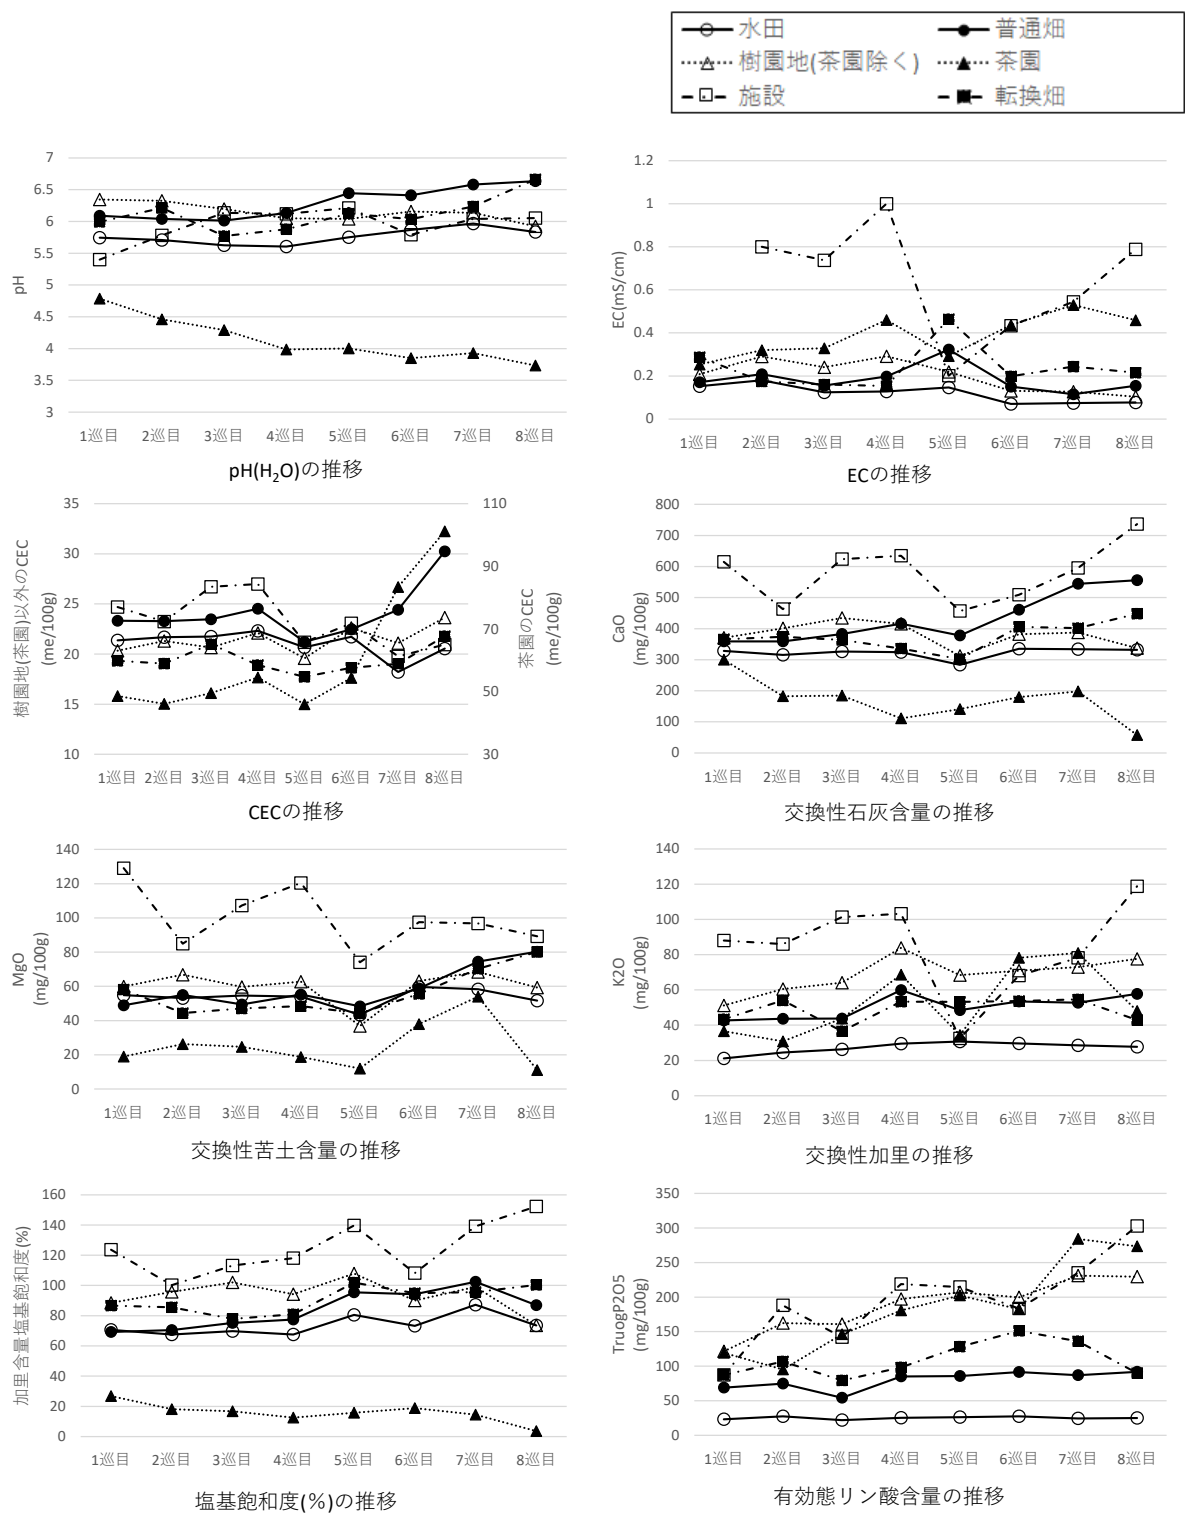 水田
普通畑
樹園地(茶園除く)
茶園
施設
転換畑
7
6.5
6
5.5
5
4.5
4
3.5
3
pH
1巡目 2巡目 3巡目 4巡目 5巡目 6巡目 7巡目 8巡目
pH(H₂O)の推移
1.2
1
0.8
0.6
0.4
0.2
0
EC(mS/cm)
1巡目 2巡目 3巡目 4巡目 5巡目 6巡目 7巡目 8巡目
ECの推移
35
30
25
20
15
10
樹園地(茶園)以外のCEC
(me/100g)
110
90
70
50
30
茶園のCEC
(me/100g)
1巡目 2巡目 3巡目 4巡目 5巡目 6巡目 7巡目 8巡目
CECの推移
800
700
600
500
400
300
200
100
0
CaO
(mg/100g)
1巡目 2巡目 3巡目 4巡目 5巡目 6巡目 7巡目 8巡目
交換性石灰含量の推移
140
120
100
80
60
40
20
0
MgO
(mg/100g)
1巡目 2巡目 3巡目 4巡目 5巡目 6巡目 7巡目 8巡目
交換性苦土含量の推移
140
120
100
80
60
40
20
0
K2O
(mg/100g)
1巡目 2巡目 3巡目 4巡目 5巡目 6巡目 7巡目 8巡目
交換性加里の推移
160
140
120
100
80
60
40
20
0
加里含量塩基飽和度(%)
1巡目 2巡目 3巡目 4巡目 5巡目 6巡目 7巡目 8巡目
塩基飽和度(%)の推移
350
300
250
200
150
100
50
0
TruogP2O5
(mg/100g)
1巡目 2巡目 3巡目 4巡目 5巡目 6巡目 7巡目 8巡目
有効態リン酸含量の推移